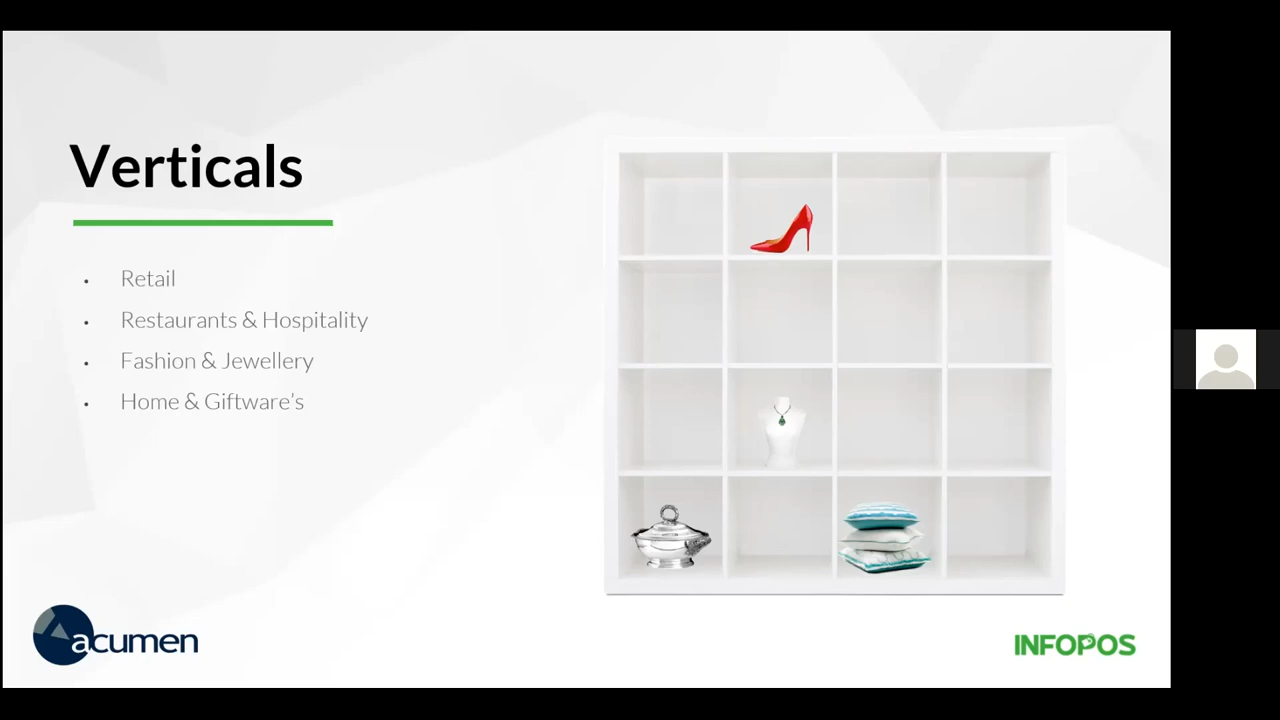 Verticals
• Retail
• Restaurants & Hospitality
• Fashion & Jewellery
• Home & Giftware's
acumen
INFOPOS